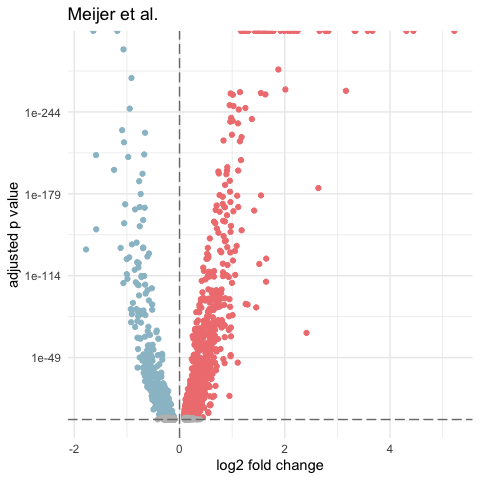 Meijer et al.
adjusted p value
1e-244
1e-179
1e-114
1e-49
-2
0
2
4
log2 fold change